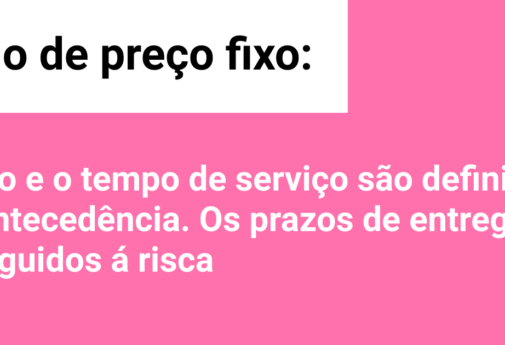 o de preço fixo:
o e o tempo de serviço são defini
ntecedência. Os prazos de entreg
guidos á risca